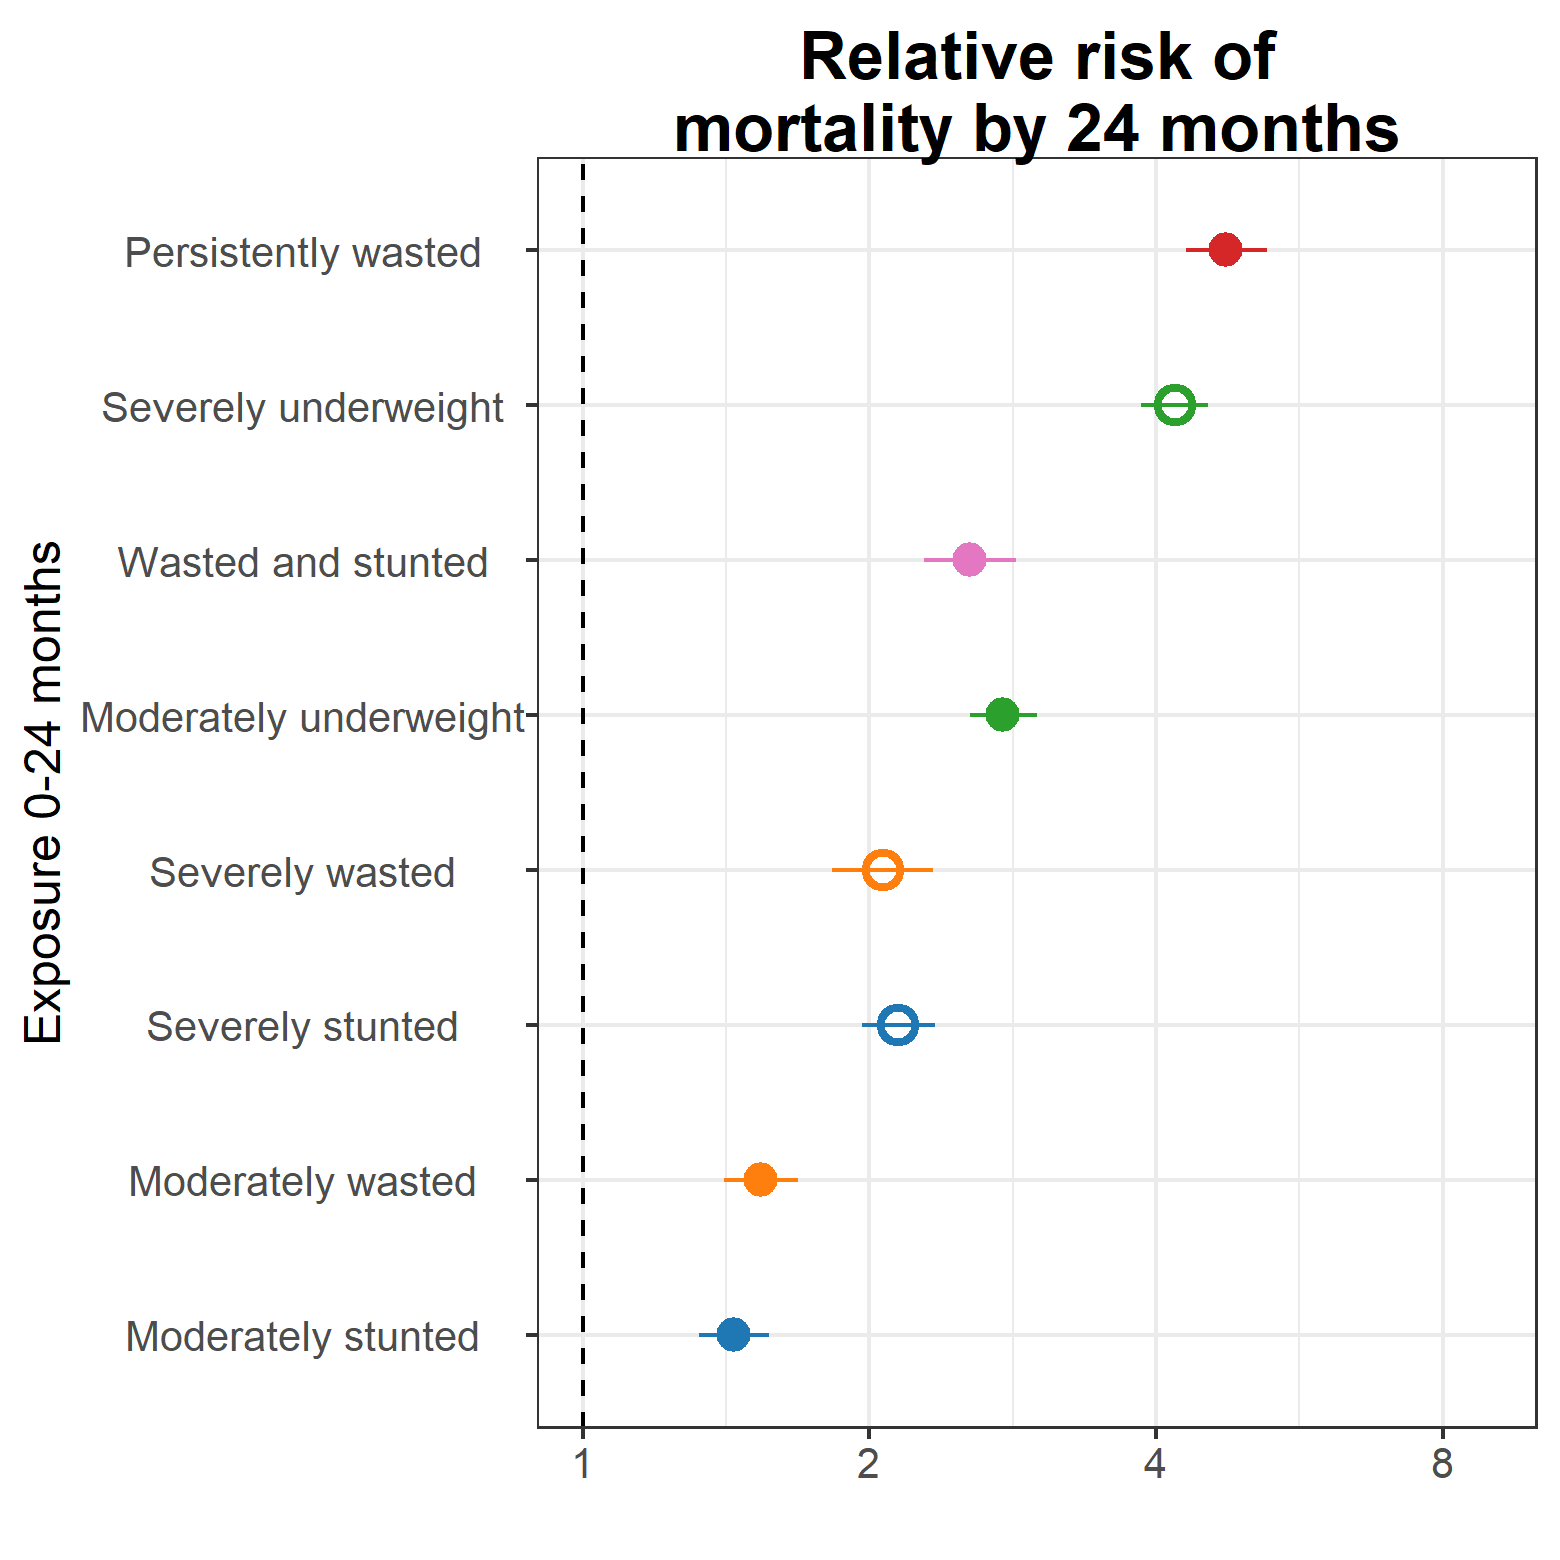 Relative risk of
mortality by 24 months
Exposure 0-24 months
Persistently wasted
Severely underweight
Wasted and stunted
Moderately underweight
Severely wasted
Severely stunted
Moderately wasted
Moderately stunted
1 2 4 8